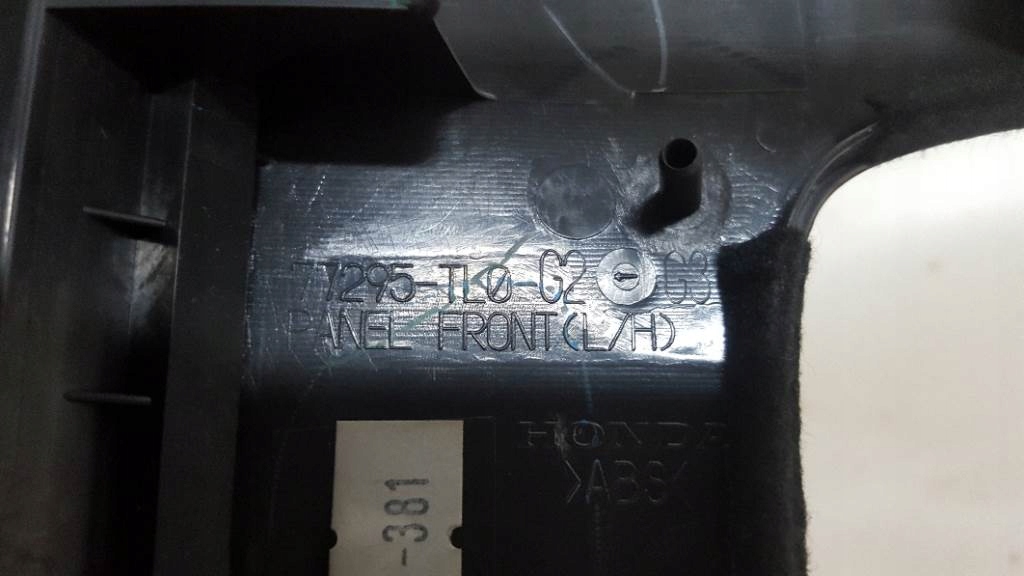 77295-TL0 G2 G3
PANEL FRONT(L/H)
HONDA
>ABS<
-381